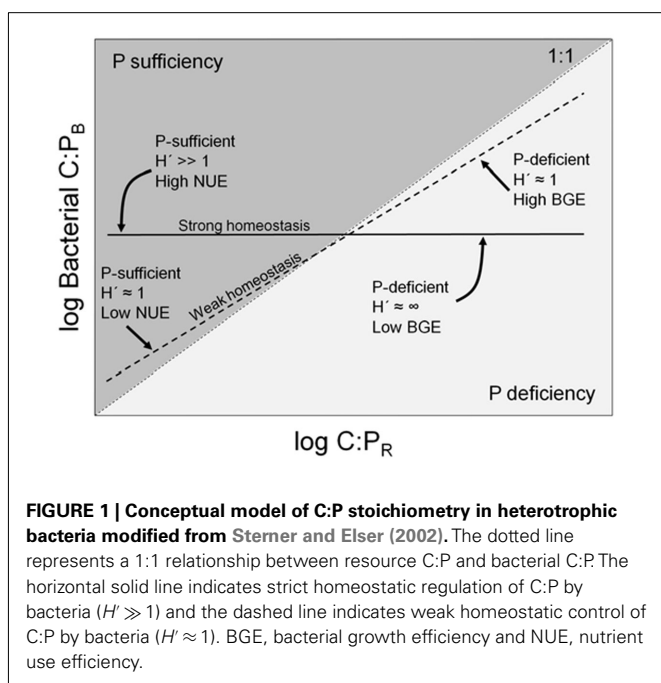 P sufficiency
1:1
P-sufficient
H´ >> 1
High NUE
P-deficient
H´ ≈ 1
High BGE
Strong homeostasis
P-sufficient
H´ ≈ 1
Low NUE
Weak homeostasis
P-deficient
H´ ≈ ∞
Low BGE
P deficiency
log Bacterial C:P_B
log C:P_R
FIGURE 1 | Conceptual model of C:P stoichiometry in heterotrophic
bacteria modified from Sterner and Elser (2002). The dotted line
represents a 1:1 relationship between resource C:P and bacterial C:P. The
horizontal solid line indicates strict homeostatic regulation of C:P by
bacteria (H′ ≫ 1) and the dashed line indicates weak homeostatic control of
C:P by bacteria (H′ ≈ 1). BGE, bacterial growth efficiency and NUE, nutrient
use efficiency.